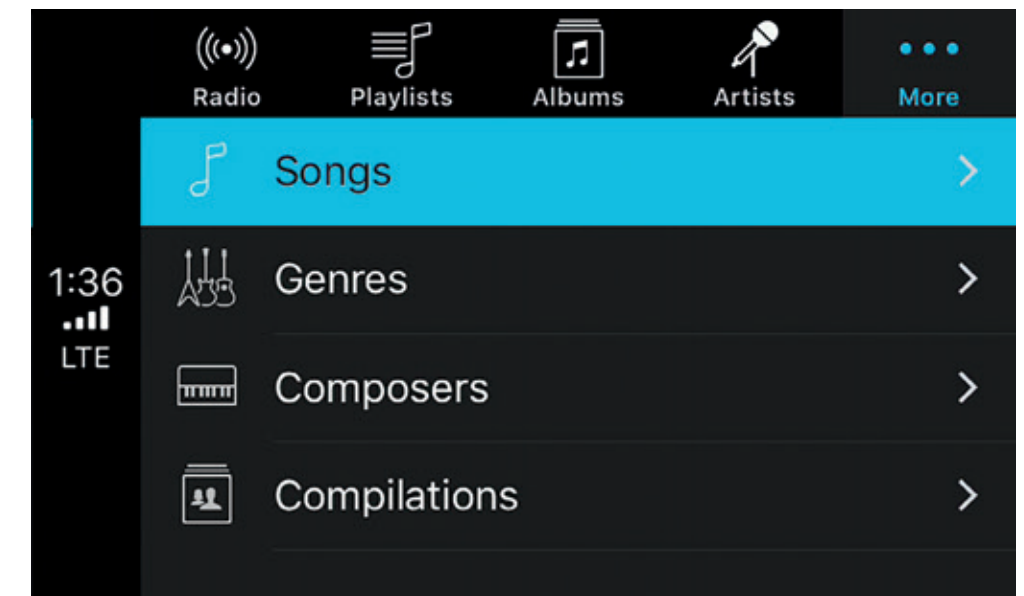 Radio
Playlists
Albums
Artists
More
Songs
1:36
LTE
Genres
Composers
Compilations